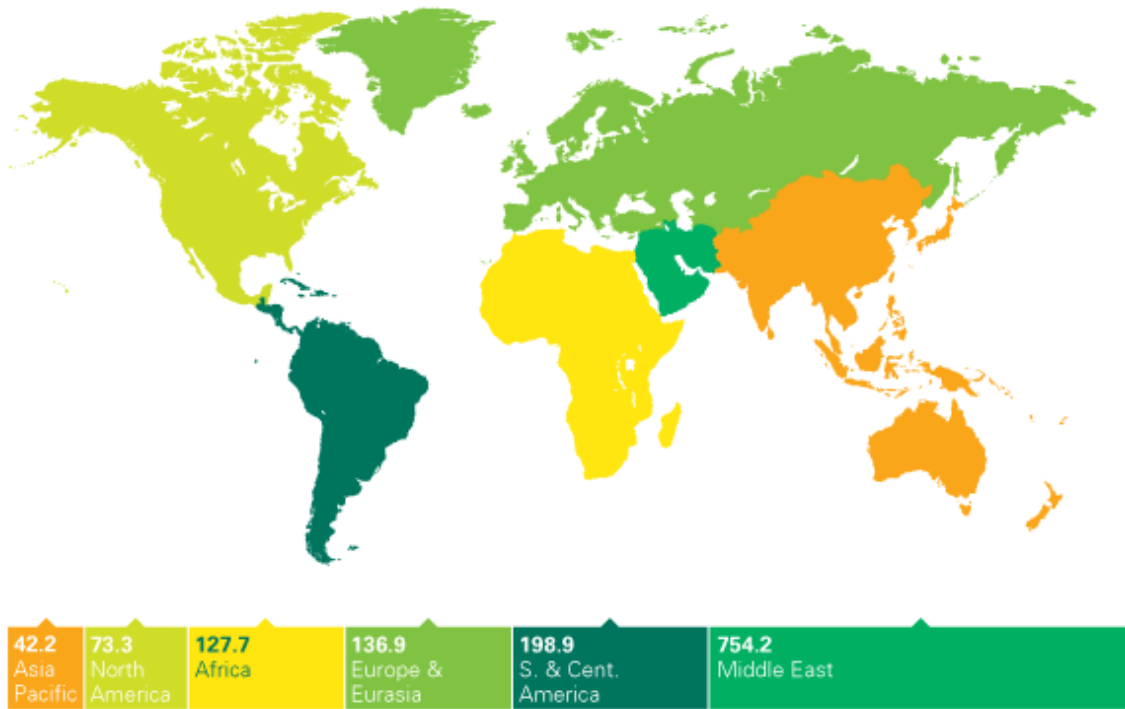 42.2
Asia
Pacific
73.3
North
America
127.7
Africa
136.9
Europe &
Eurasia
198.9
S. & Cent.
America
754.2
Middle East